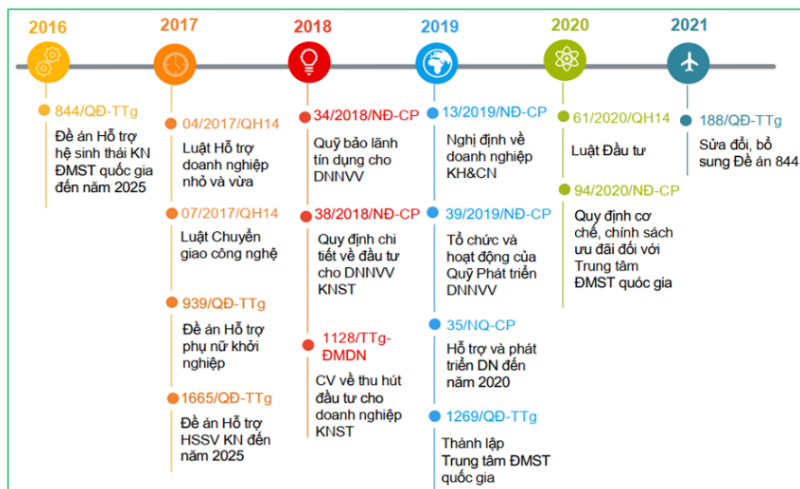 2016
2017
2018
2019
2020
2021
844/QĐ-TTg
Đề án Hỗ trợ
hệ sinh thái KN
ĐMST quốc gia
đến năm 2025
04/2017/QH14
Luật Hỗ trợ
doanh nghiệp
nhỏ và vừa
07/2017/QH14
Luật Chuyển
giao công nghệ
939/QĐ-TTg
Đề án Hỗ trợ
phụ nữ khởi
nghiệp
1665/QĐ-TTg
Đề án Hỗ trợ
HSSV KN đến
năm 2025
34/2018/NĐ-CP
Quỹ bảo lãnh
tín dụng cho
DNNVV
38/2018/NĐ-CP
Quy định chi
tiết về đầu tư
cho DNNVV
KNST
1128/TTg-
ĐMDN
CV về thu hút
đầu tư cho
doanh nghiệp
KNST
13/2019/NĐ-CP
Nghị định về
doanh nghiệp
KH&CN
39/2019/NĐ-CP
Tổ chức và
hoạt động của
Quỹ Phát triển
DNNVV
35/NQ-CP
Hỗ trợ và phát
triển DN đến
năm 2020
1269/QĐ-TTg
Thành lập
Trung tâm ĐMST
quốc gia
61/2020/QH14
Luật Đầu tư
94/2020/NĐ-CP
Quy định cơ
chế, chính sách
ưu đãi đối với
Trung tâm
ĐMST quóc gia
188/QĐ-TTg
Sửa đổi, bổ
sung Đề án 844